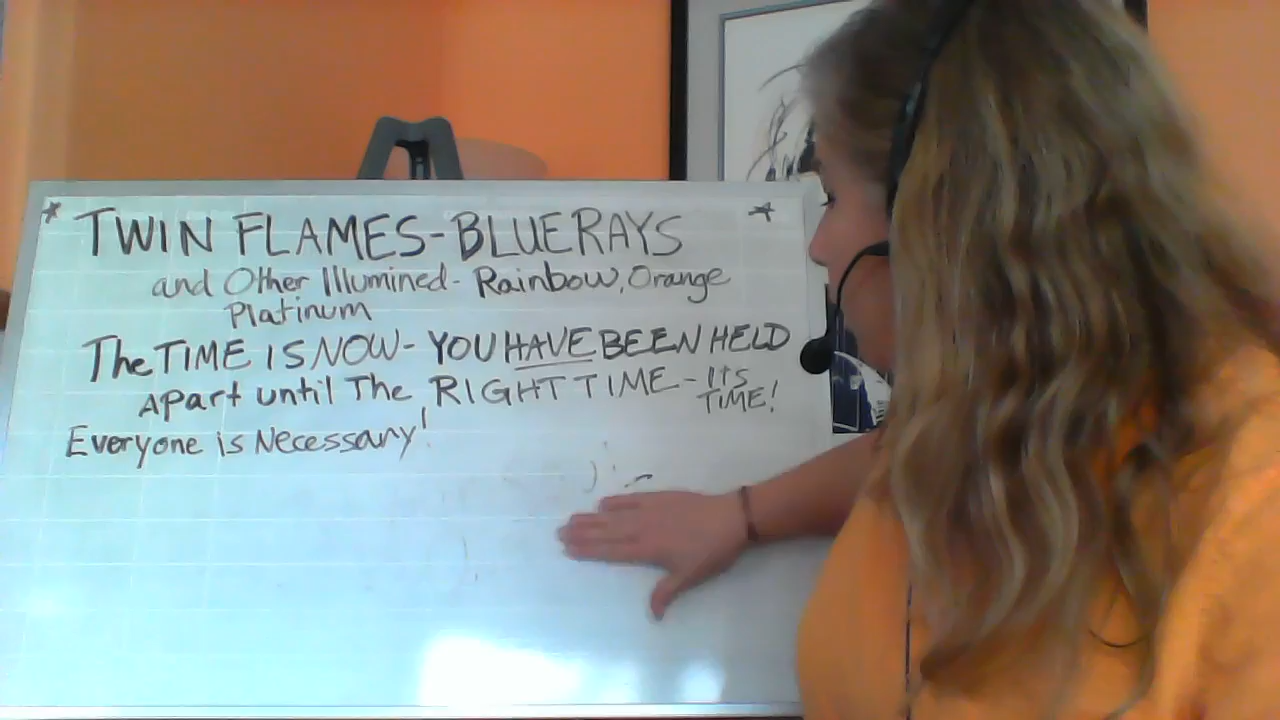 * TWIN FLAMES-BLUERAYS *
and Other Illumined - Rainbow, Orange
Platinum
The TIME IS NOW - YOU HAVE BEEN HELD
Apart until The RIGHT TIME - ITS
TIME!
Everyone is Necessary!